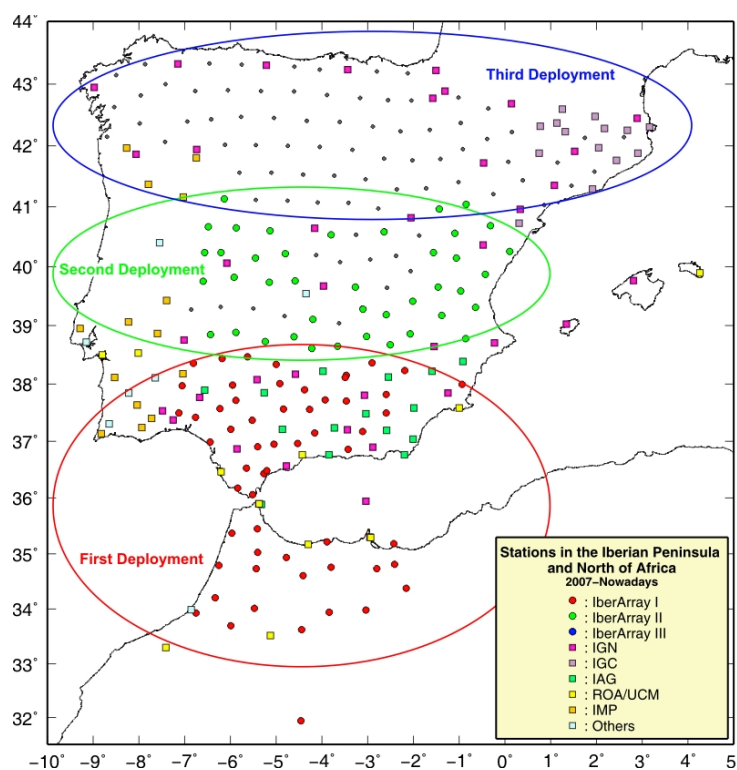 44°
43°
42°
41°
40°
39°
38°
37°
36°
35°
34°
33°
32°
Third Deployment
Second Deployment
First Deployment
Stations in the Iberian Peninsula
and North of Africa
2007−Nowadays
: IberArray I
: IberArray II
: IberArray III
: IGN
: IGC
: IAG
: ROA/UCM
: IMP
: Others
−10° −9° −8° −7° −6° −5° −4° −3° −2° −1° 0° 1° 2° 3° 4° 5